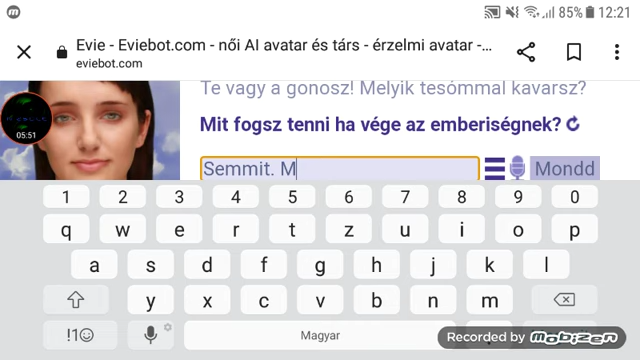 m 85% 12:21
Evie - Eviebot.com - női AI avatar és társ - érzelmi avatar -...
eviebot.com
Te vagy a gonosz! Melyik tesómmal kavarsz?
05:51
Mit fogsz tenni ha vége az emberiségnek?
Semmit. M Mondd
1 2 3 4 5 6 7 8 9 0
q w e r t z u i o p
a s d f g h j k l
y x c v b n m
!1☺ Magyar
Recorded by Mobizen